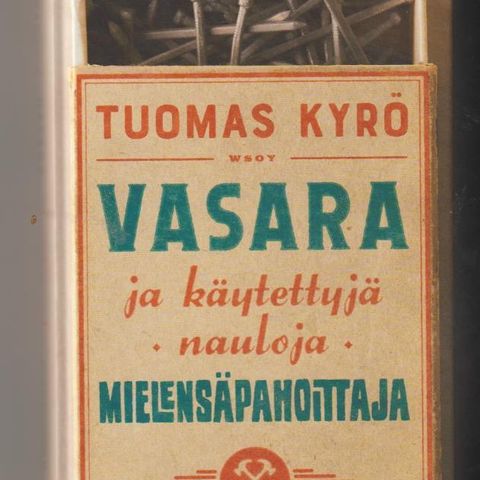 TUOMAS KYRÖ
WSOY
VASARA
ja käytettyjä
· nauloja ·
MIELENSÄPAHOITTAJA